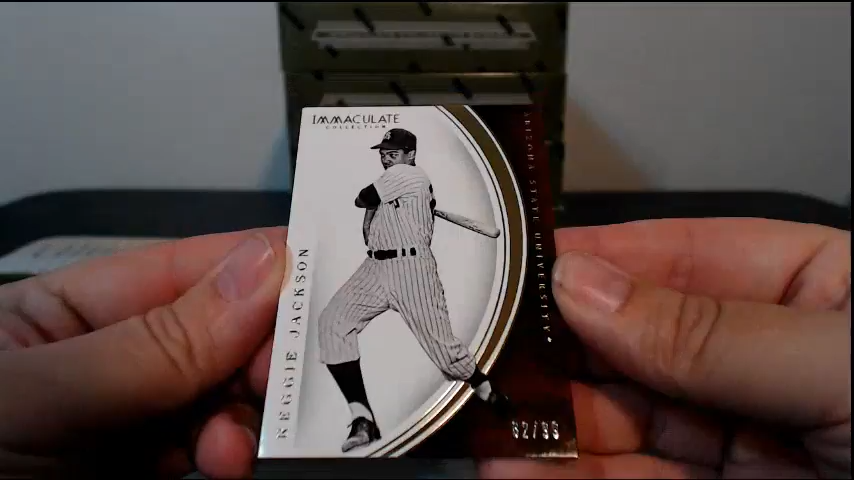 IMMACULATE
COLLECTION
REGGIE JACKSON
ARIZONA STATE UNIVERSITY